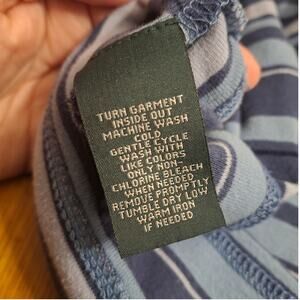 TURN GARMENT
INSIDE OUT
MACHINE WASH
COLD
GENTLE CYCLE
WASH WITH
LIKE COLORS
ONLY NON-
CHLORINE BLEACH
WHEN NEEDED
REMOVE PROMPTLY
TUMBLE DRY LOW
WARM IRON
IF NEEDED